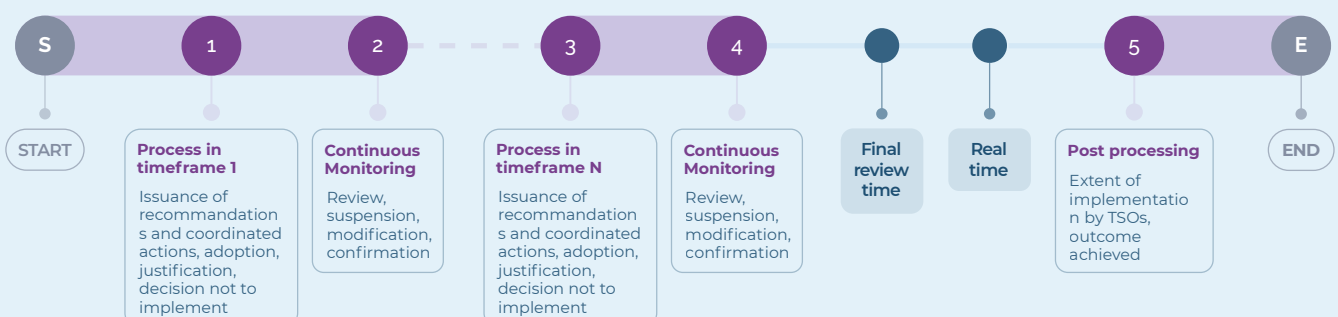 S
1
2
3
4
5
E
START
Process in
timeframe 1
Issuance of
recommandation
s and coordinated
actions, adoption,
justification,
decision not to
implement
Continuous
Monitoring
Review,
suspension,
modification,
confirmation
Process in
timeframe N
Issuance of
recommandation
s and coordinated
actions, adoption,
justification,
decision not to
implement
Continuous
Monitoring
Review,
suspension,
modification,
confirmation
Final
review
time
Real
time
Post processing
Extent of
implementatio
n by TSOs,
outcome
achieved
END